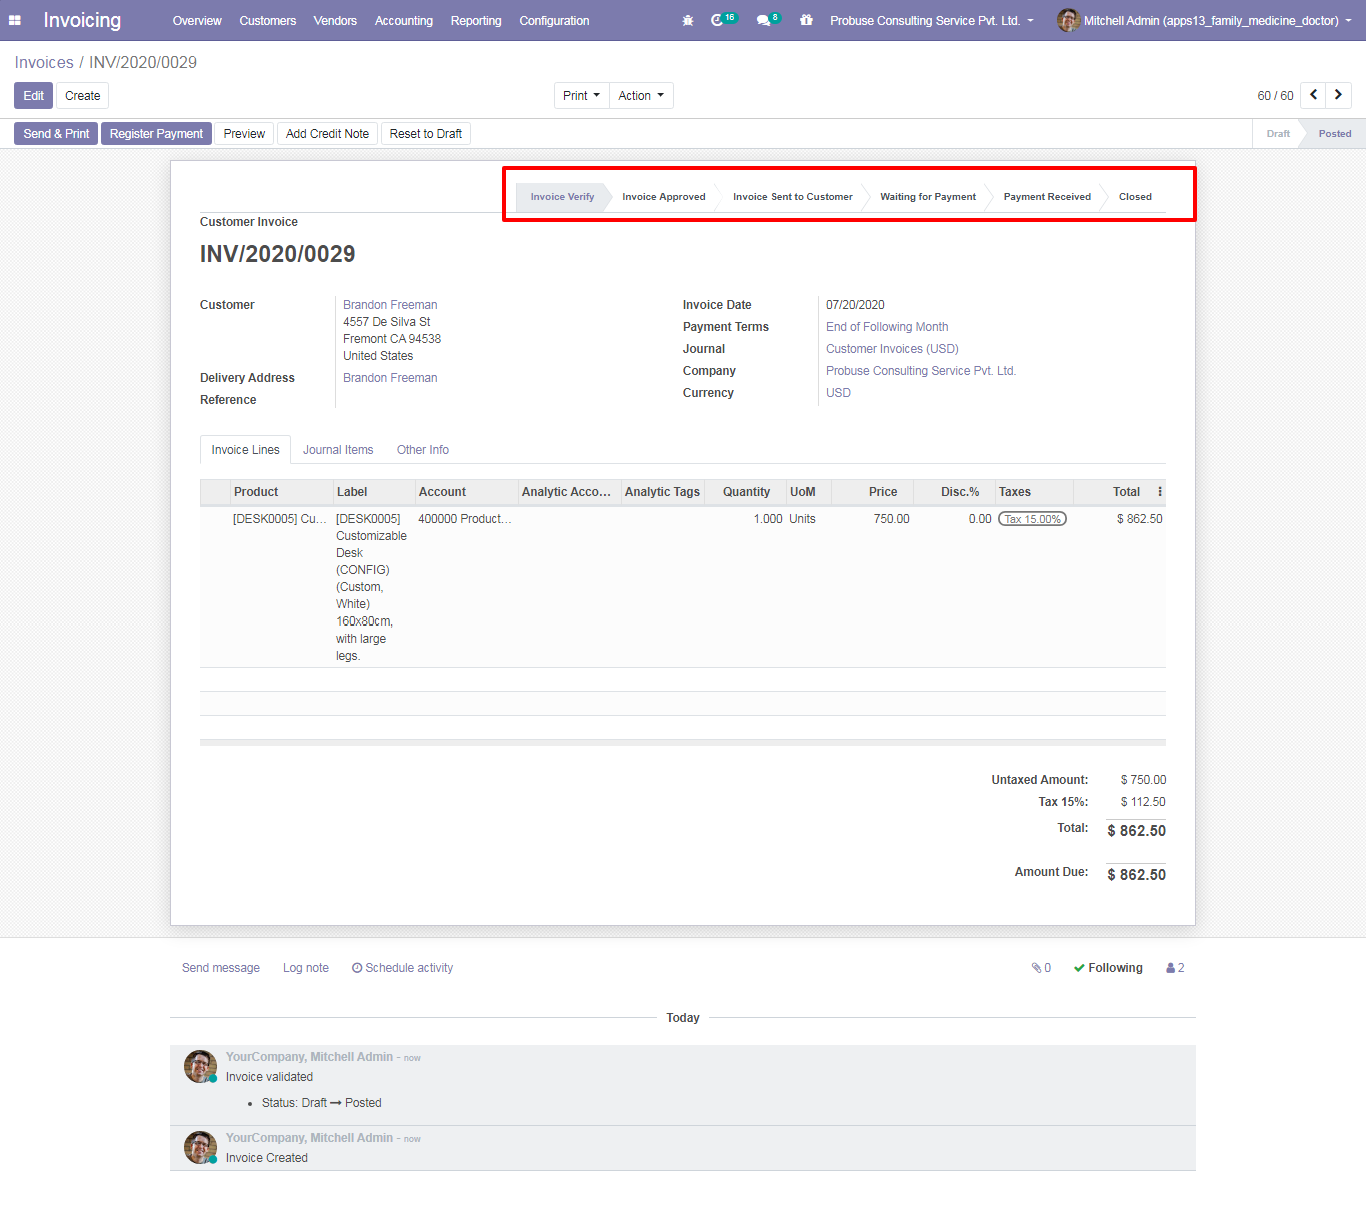 Invoicing Overview Customers Vendors Accounting Reporting Configuration 16 8 Probuse Consulting Service Pvt. Ltd. Mitchell Admin (apps13_family_medicine_doctor)
Invoices / INV/2020/0029
Edit Create Print Action 60 / 60
Send & Print Register Payment Preview Add Credit Note Reset to Draft Draft Posted
Invoice Verify Invoice Approved Invoice Sent to Customer Waiting for Payment Payment Received Closed
Customer Invoice
INV/2020/0029
Customer Brandon Freeman Invoice Date 07/20/2020
4557 De Silva St
Payment Terms End of Following Month
Fremont CA 94538
Journal Customer Invoices (USD)
United States
Company Probuse Consulting Service Pvt. Ltd.
Delivery Address Brandon Freeman
Currency USD
Reference
Invoice Lines Journal Items Other Info
Product Label Account Analytic Acco... Analytic Tags Quantity UoM Price Disc.% Taxes Total
[DESK0005] Cu... [DESK0005] 400000 Product... 1.000 Units 750.00 0.00 Tax 15.00% $ 862.50
Customizable
Desk
(CONFIG)
(Custom,
White)
160x80cm,
with large
legs.
Untaxed Amount: $ 750.00
Tax 15%: $ 112.50
Total: $ 862.50
Amount Due: $ 862.50
Send message Log note Schedule activity 0 Following 2
Today
YourCompany, Mitchell Admin - now
Invoice validated
• Status: Draft → Posted
YourCompany, Mitchell Admin - now
Invoice Created